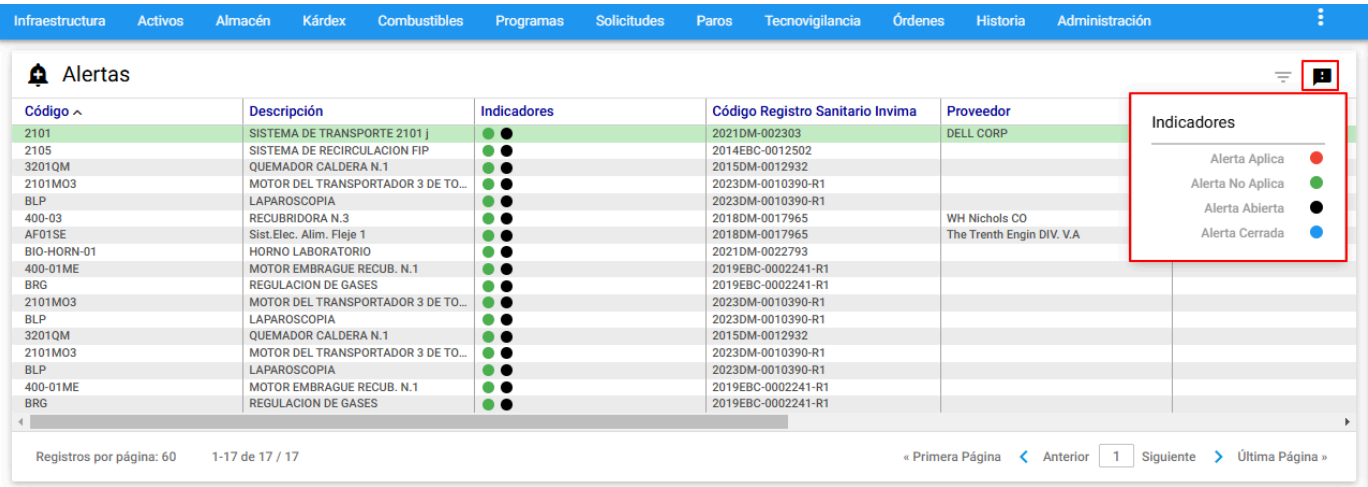 Infraestructura Activos Almacén Kárdex Combustibles Programas Solicitudes Paros Tecnovigilancia Órdenes Historia Administración
Alertas
Código Descripción Indicadores Código Registro Sanitario Invima Proveedor
2101 SISTEMA DE TRANSPORTE 2101 j 2021DM-002303 DELL CORP
2105 SISTEMA DE RECIRCULACION FIP 2014EBC-0012502
3201QM QUEMADOR CALDERA N.1 2015DM-0012932
2101MO3 MOTOR DEL TRANSPORTADOR 3 DE TO... 2023DM-0010390-R1
BLP LAPAROSCOPIA 2023DM-0010390-R1
400-03 RECUBRIDORA N.3 2018DM-0017965 WH Nichols CO
AF01SE Sist.Elec. Alim. Fleje 1 2018DM-0017965 The Trenth Engin DIV. V.A
BIO-HORN-01 HORNO LABORATORIO 2021DM-0022793
400-01ME MOTOR EMBRAGUE RECUB. N.1 2019EBC-0002241-R1
BRG REGULACION DE GASES 2019EBC-0002241-R1
2101MO3 MOTOR DEL TRANSPORTADOR 3 DE TO... 2023DM-0010390-R1
BLP LAPAROSCOPIA 2023DM-0010390-R1
3201QM QUEMADOR CALDERA N.1 2015DM-0012932
2101MO3 MOTOR DEL TRANSPORTADOR 3 DE TO... 2023DM-0010390-R1
BLP LAPAROSCOPIA 2023DM-0010390-R1
400-01ME MOTOR EMBRAGUE RECUB. N.1 2019EBC-0002241-R1
BRG REGULACION DE GASES 2019EBC-0002241-R1
Indicadores
Alerta Aplica
Alerta No Aplica
Alerta Abierta
Alerta Cerrada
Registros por página: 60 1-17 de 17 / 17 « Primera Página Anterior 1 Siguiente Última Página »